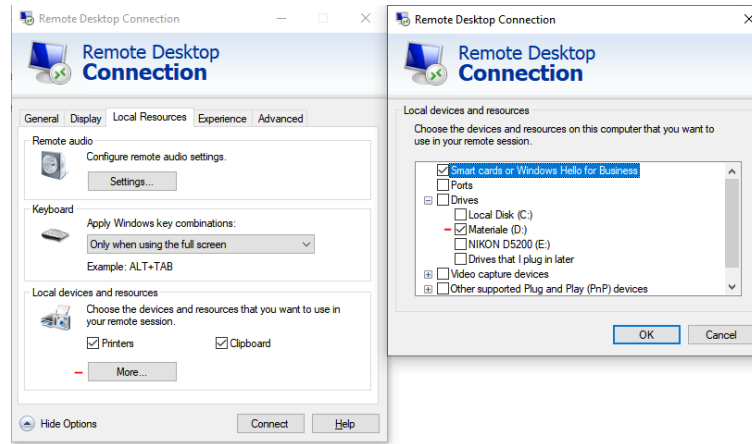 Remote Desktop Connection
Remote Desktop
Connection
General Display Local Resources Experience Advanced
Remote audio
Configure remote audio settings.
Settings...
Keyboard
Apply Windows key combinations:
Only when using the full screen
Example: ALT+TAB
Local devices and resources
Choose the devices and resources that you want to use in
your remote session.
Printers Clipboard
More...
Hide Options Connect Help
Remote Desktop Connection
Remote Desktop
Connection
Local devices and resources
Choose the devices and resources on this computer that you want to
use in your remote session.
Smart cards or Windows Hello for Business
Ports
Drives
Local Disk (C:)
Materiale (D:)
NIKON D5200 (E:)
Drives that I plug in later
Video capture devices
Other supported Plug and Play (PnP) devices
OK Cancel